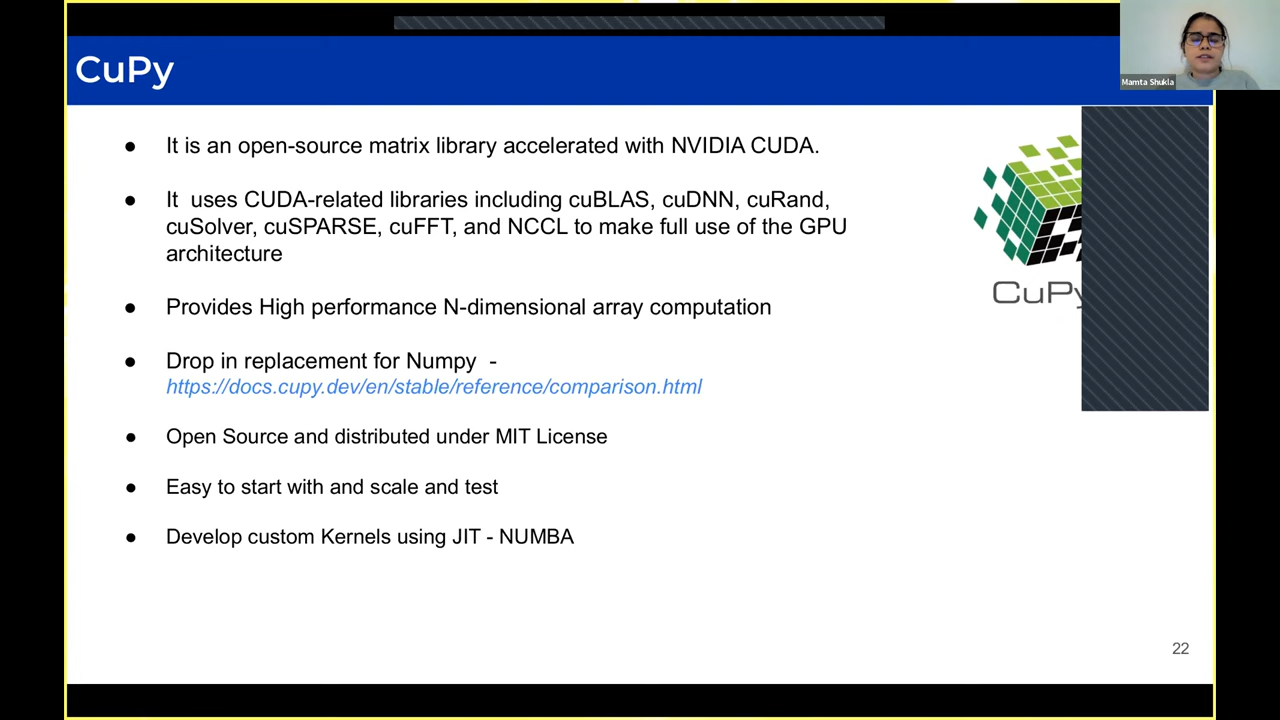 CuPy
Mamta Shukla
● It is an open-source matrix library accelerated with NVIDIA CUDA.
● It uses CUDA-related libraries including cuBLAS, cuDNN, cuRand,
cuSolver, cuSPARSE, cuFFT, and NCCL to make full use of the GPU
architecture
● Provides High performance N-dimensional array computation
● Drop in replacement for Numpy -
https://docs.cupy.dev/en/stable/reference/comparison.html
● Open Source and distributed under MIT License
● Easy to start with and scale and test
● Develop custom Kernels using JIT - NUMBA
CuPy
22